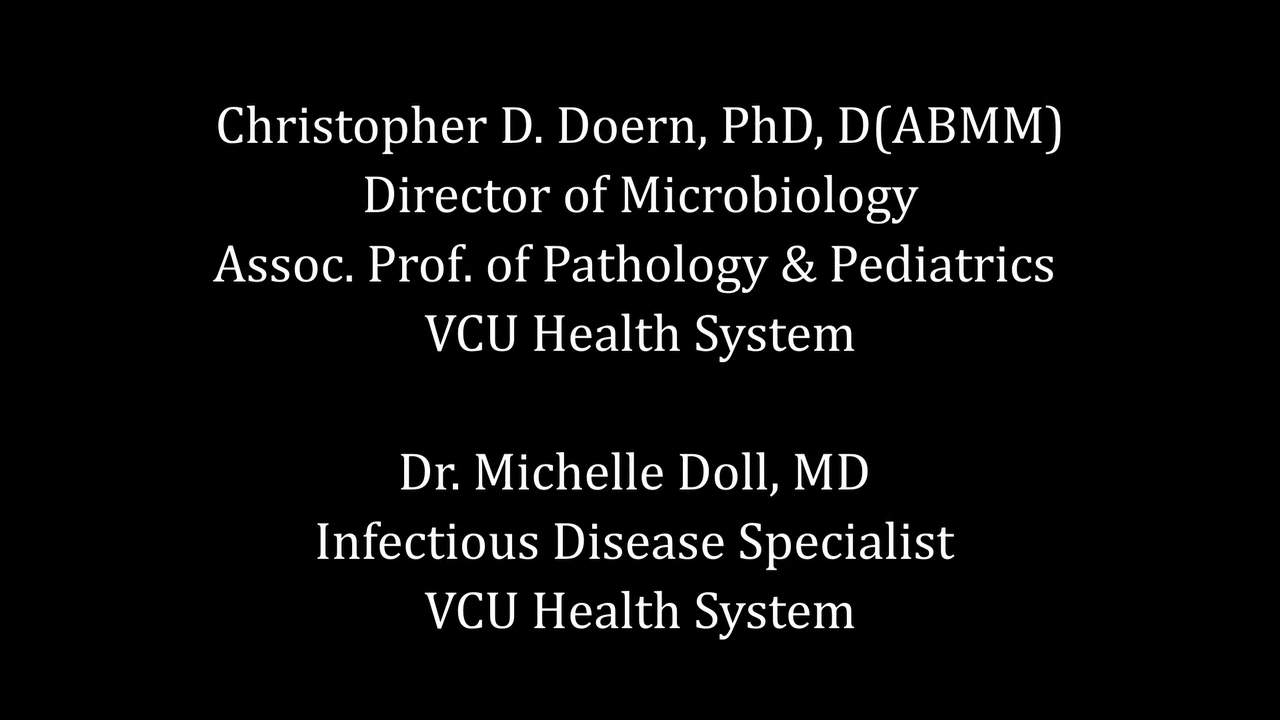 Christopher D. Doern, PhD, D(ABMM)
Director of Microbiology
Assoc. Prof. of Pathology & Pediatrics
VCU Health System
Dr. Michelle Doll, MD
Infectious Disease Specialist
VCU Health System